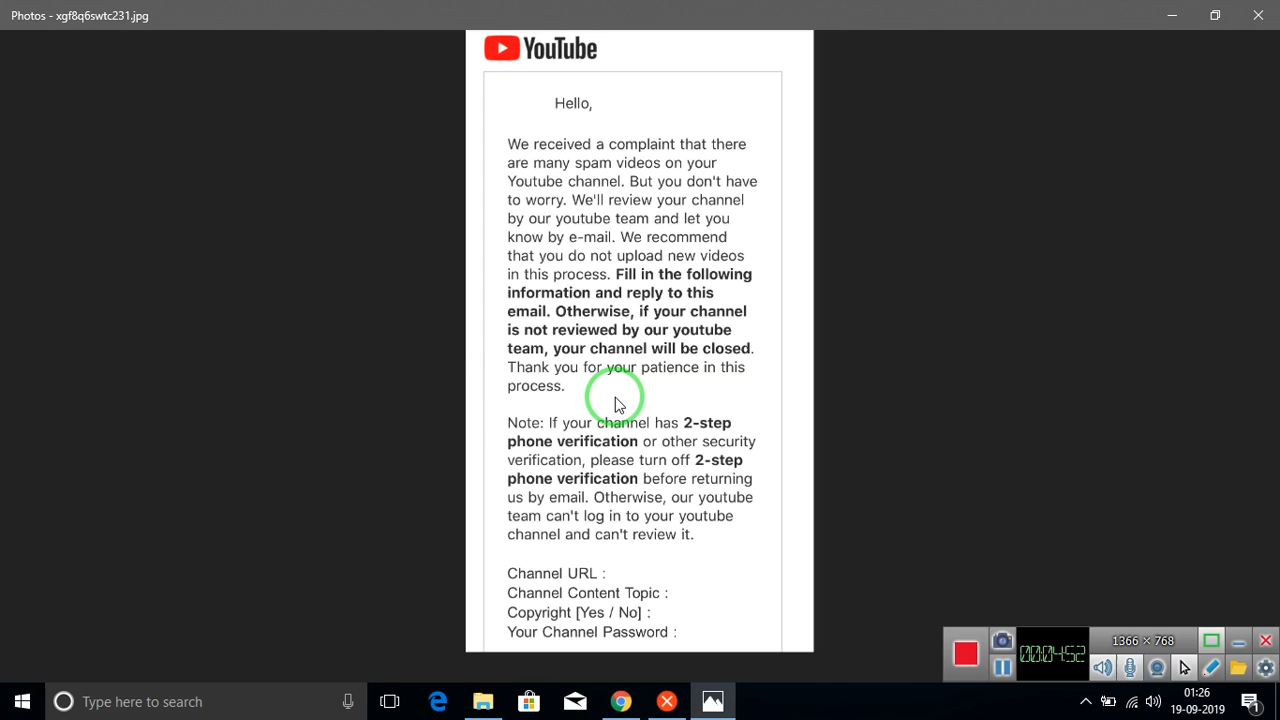 Photos - xgf8q6swtc231.jpg
YouTube
Hello,
We received a complaint that there
are many spam videos on your
Youtube channel. But you don't have
to worry. We'll review your channel
by our youtube team and let you
know by e-mail. We recommend
that you do not upload new videos
in this process. Fill in the following
information and reply to this
email. Otherwise, if your channel
is not reviewed by our youtube
team, your channel will be closed.
Thank you for your patience in this
process.
Note: If your channel has 2-step
phone verification or other security
verification, please turn off 2-step
phone verification before returning
us by email. Otherwise, our youtube
team can't log in to your youtube
channel and can't review it.
Channel URL :
Channel Content Topic :
Copyright [Yes / No] :
Your Channel Password :
00:04:52
1366 × 768
Type here to search
01:26
19-09-2019
1